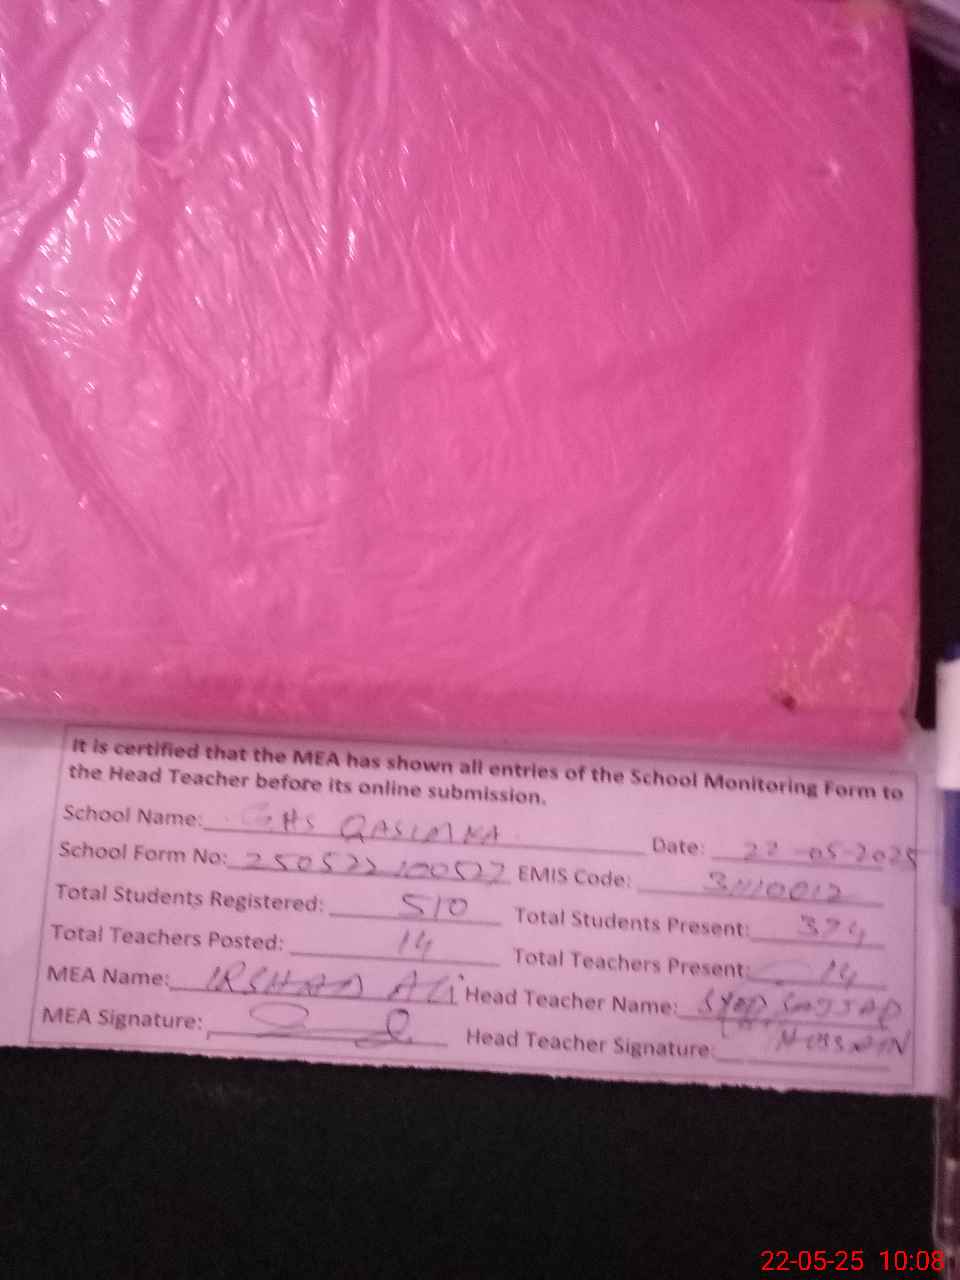 It is certified that the MEA has shown all entries of the School Monitoring Form to
the Head Teacher before its online submission.
School Name: GHS QASIMKA Date: 22-05-2025
School Form No: 250522100527 EMIS Code: 31110012
Total Students Registered: 510 Total Students Present: 374
Total Teachers Posted: 14 Total Teachers Present: 14
MEA Name: IRSHAD ALI Head Teacher Name: SYED SAJJAD
HUSSAIN
MEA Signature: Head Teacher Signature:
22-05-25 10:08